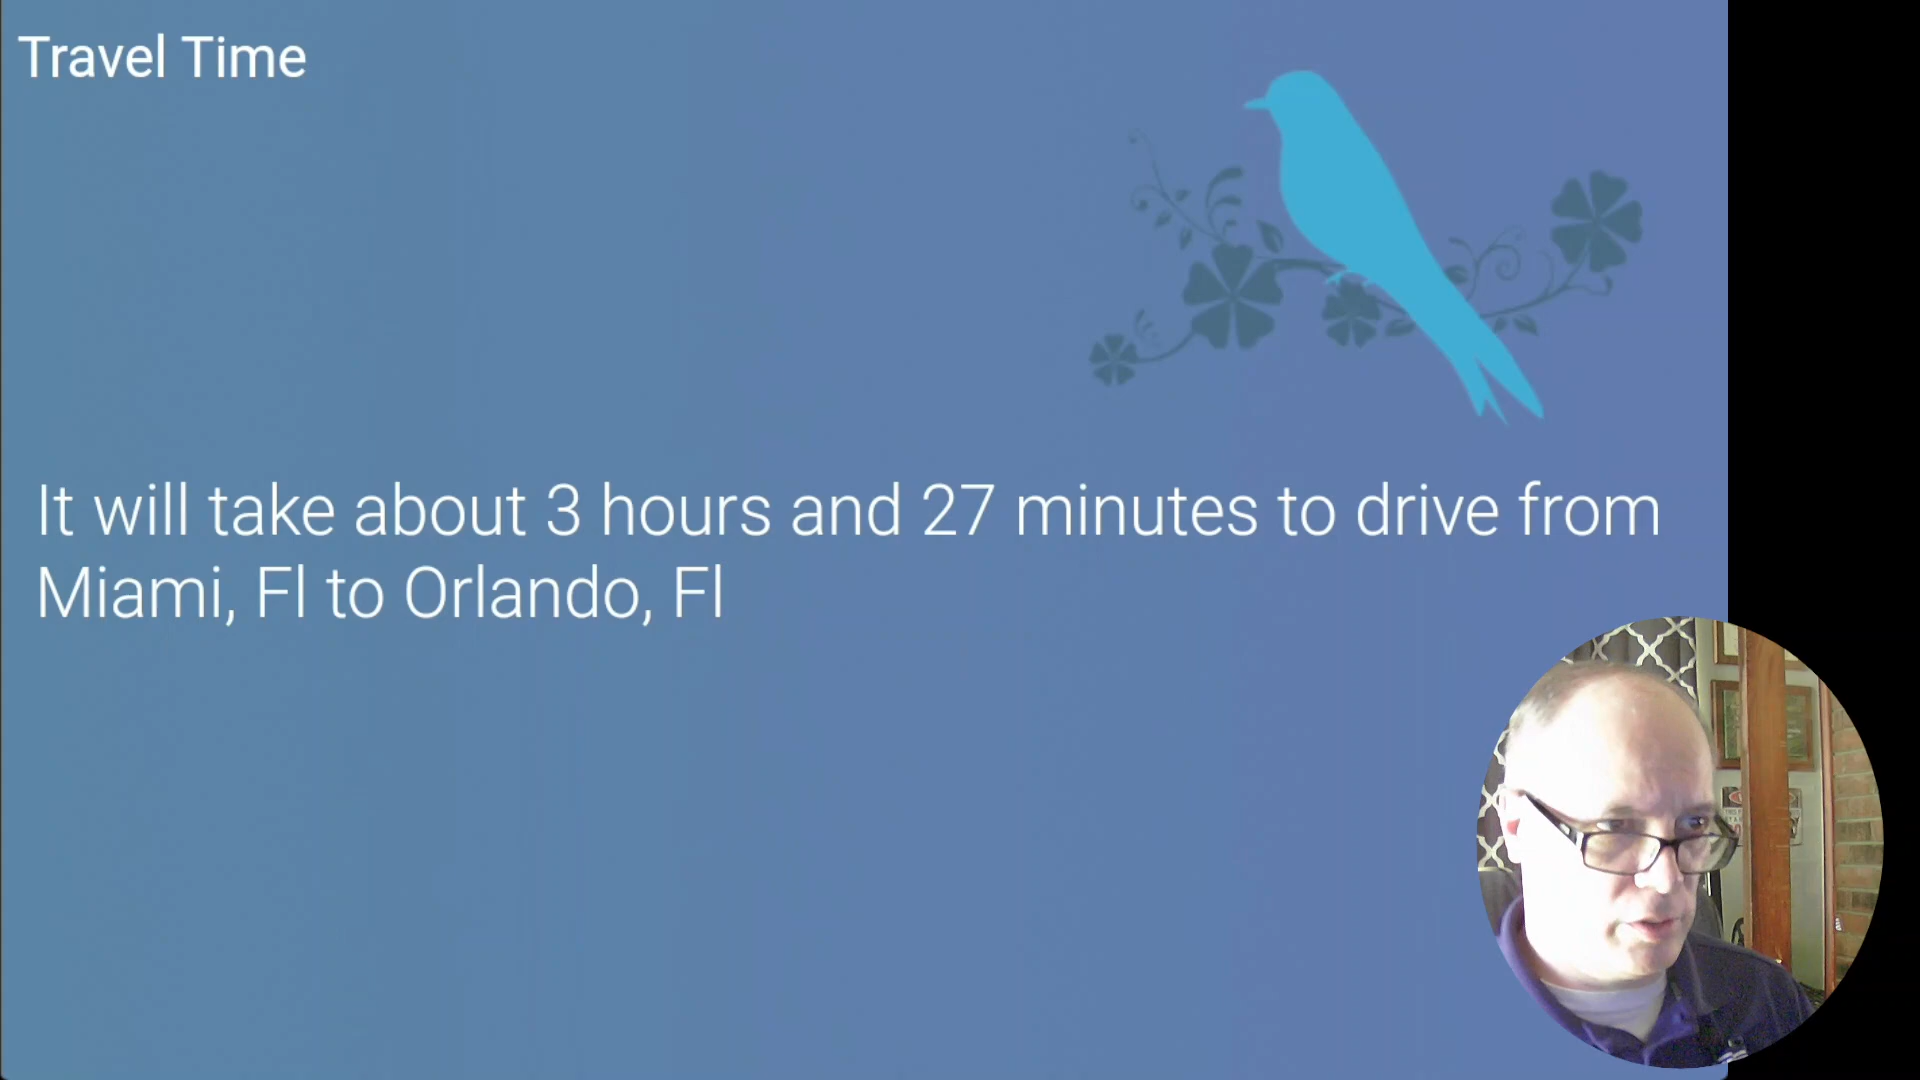 Travel Time
It will take about 3 hours and 27 minutes to drive from
Miami, Fl to Orlando, Fl